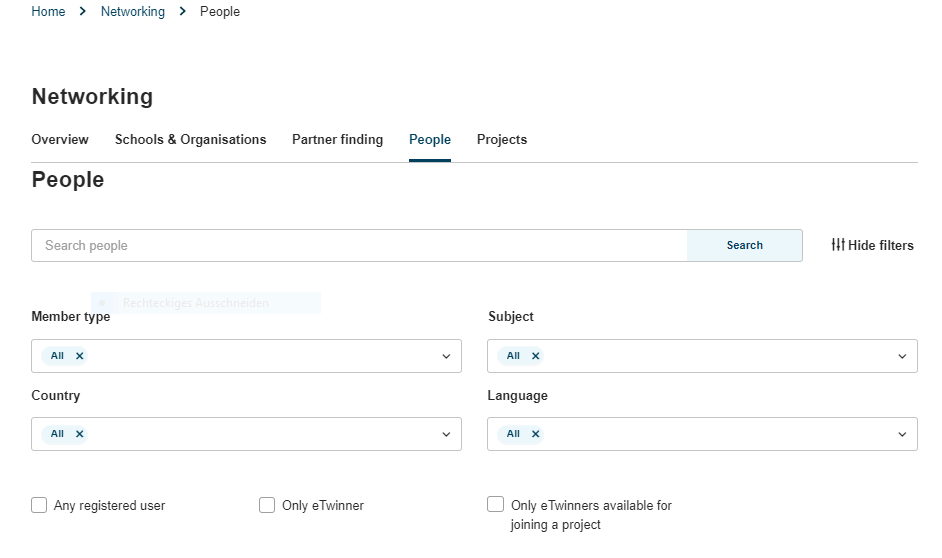 Home > Networking > People
Networking
Overview Schools & Organisations Partner finding People Projects
People
Search people Search Hide filters
Rechteckiges Ausschneiden
Member type Subject
All × All ×
Country Language
All × All ×
Any registered user Only eTwinner Only eTwinners available for
joining a project